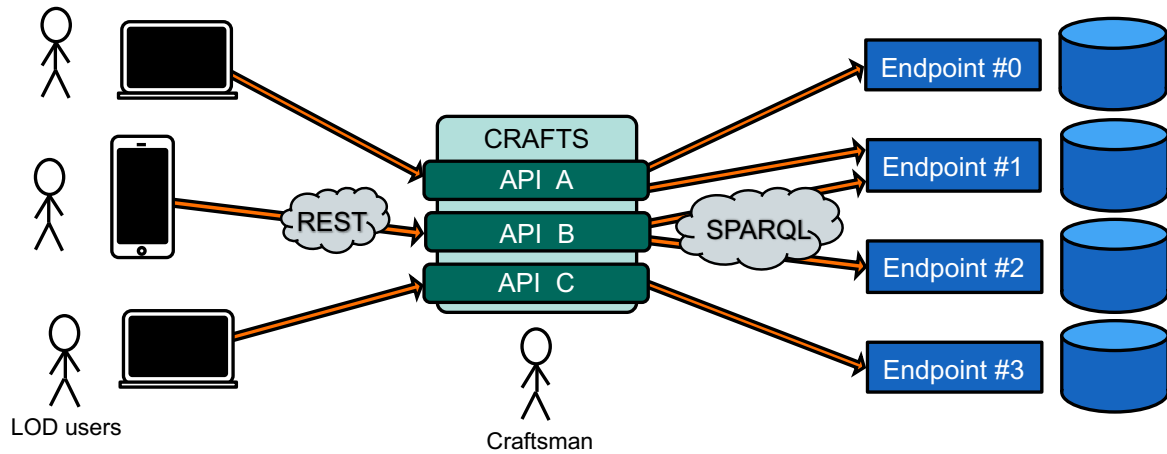 CRAFTS
API A
API B
API C
REST
SPARQL
Endpoint #0
Endpoint #1
Endpoint #2
Endpoint #3
LOD users
Craftsman